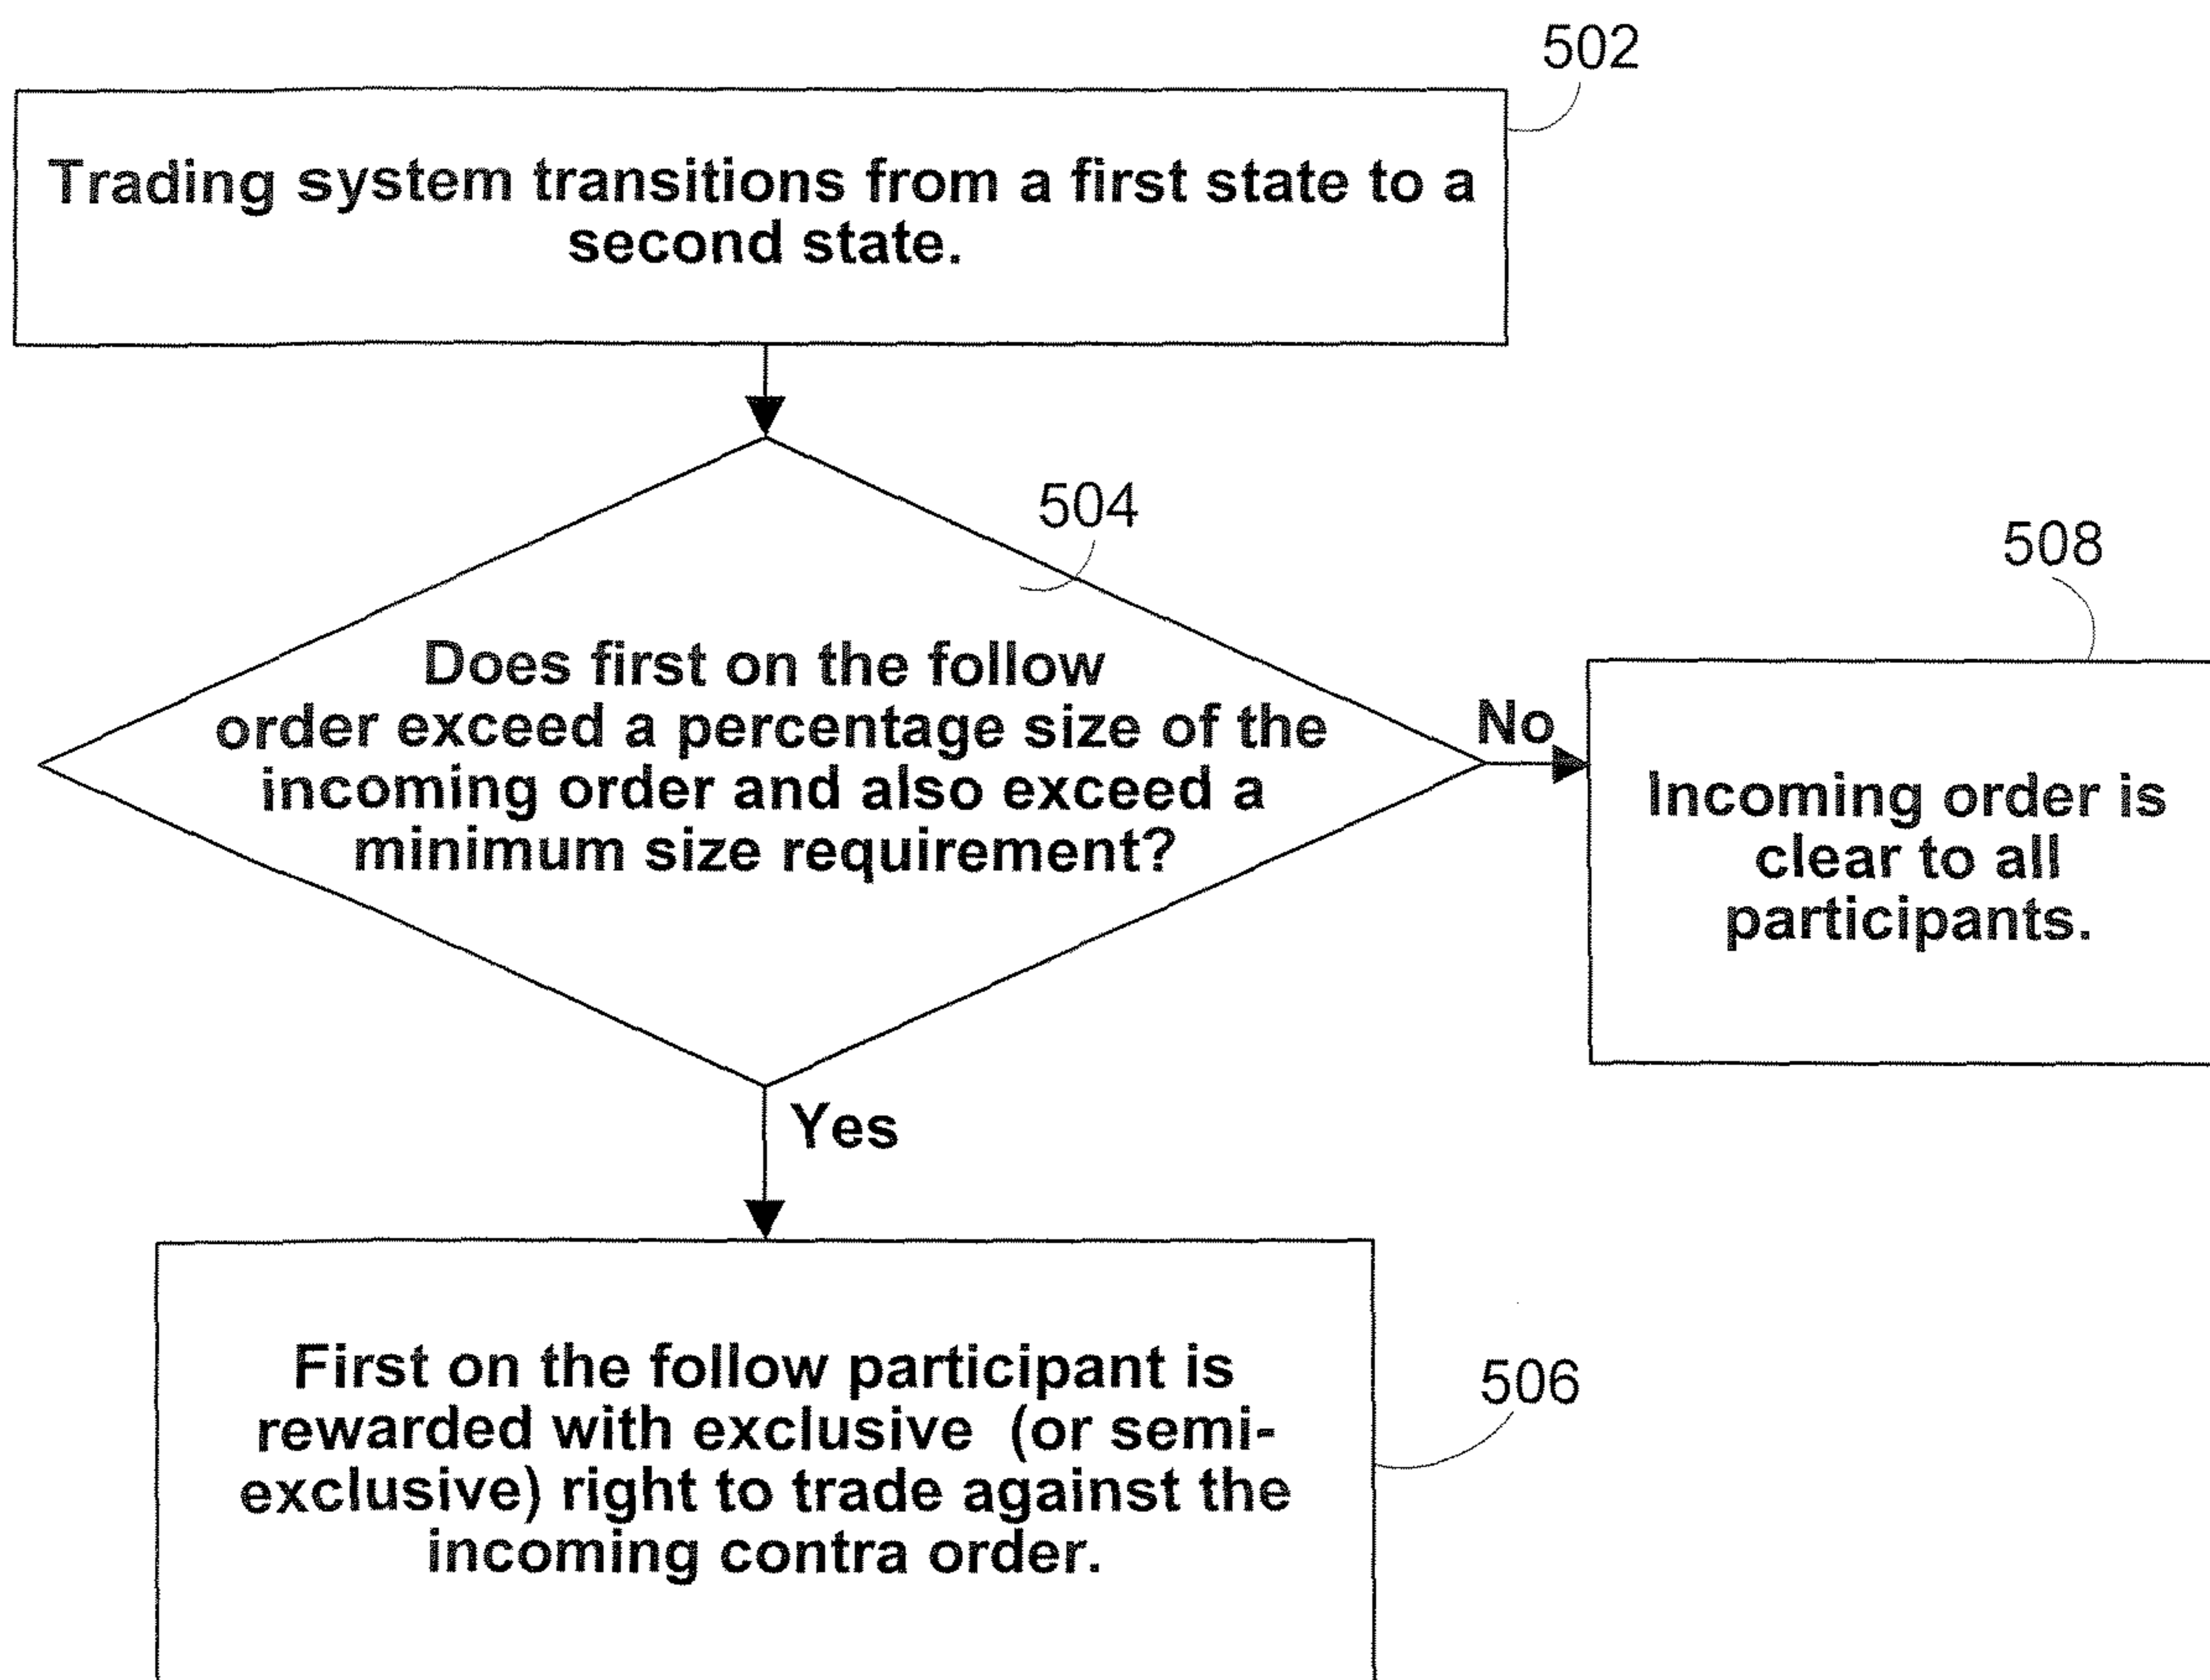 502
Trading system transitions from a first state to a
second state.
504
Does first on the follow
order exceed a percentage size of the
incoming order and also exceed a
minimum size requirement?
No
508
Incoming order is
clear to all
participants.
Yes
First on the follow participant is
rewarded with exclusive (or semi-
exclusive) right to trade against the
incoming contra order.
506